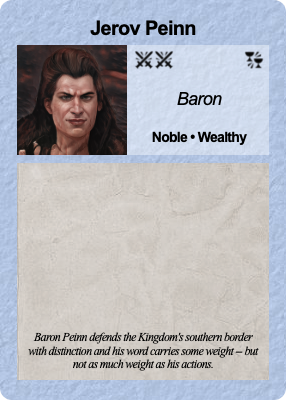 Jerov Peinn
Baron
Noble • Wealthy
Baron Peinn defends the Kingdom's southern border
with distinction and his word carries some weight – but
not as much weight as his actions.